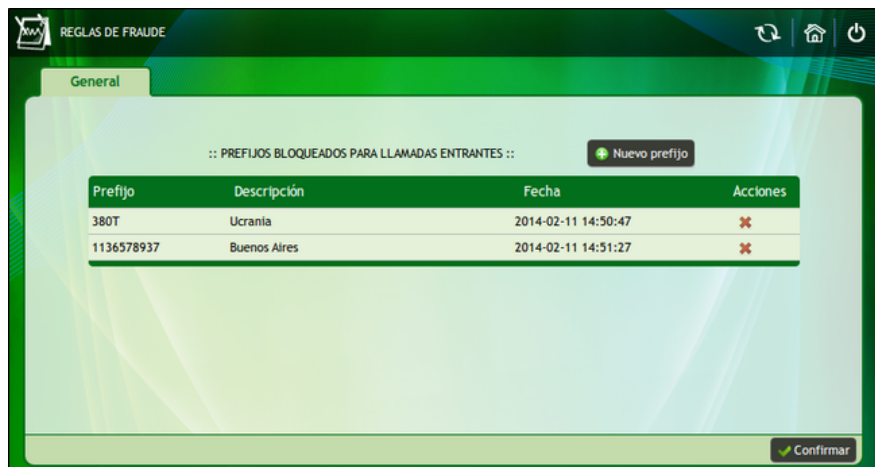 REGLAS DE FRAUDE
General
:: PREFIJOS BLOQUEADOS PARA LLAMADAS ENTRANTES ::
Nuevo prefijo
Prefijo Descripción Fecha Acciones
380T Ucrania 2014-02-11 14:50:47
1136578937 Buenos Aires 2014-02-11 14:51:27
Confirmar